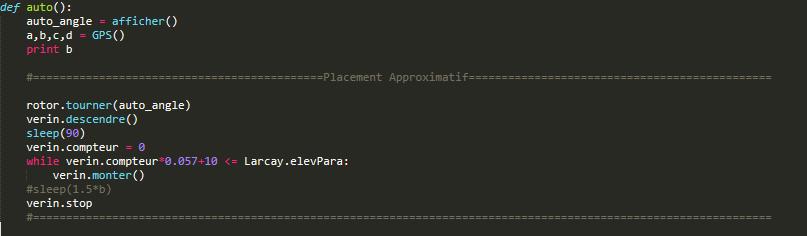 def auto():
    auto_angle = afficher()
    a,b,c,d = GPS()
    print b
    #============================================Placement Approximatif==============================================
    rotor.tourner(auto_angle)
    verin.descendre()
    sleep(90)
    verin.compteur = 0
    while verin.compteur*0.057+10 <= Larcay.elevPara:
        verin.monter()
    #sleep(1.5*b)
    verin.stop
    #================================================================================================================